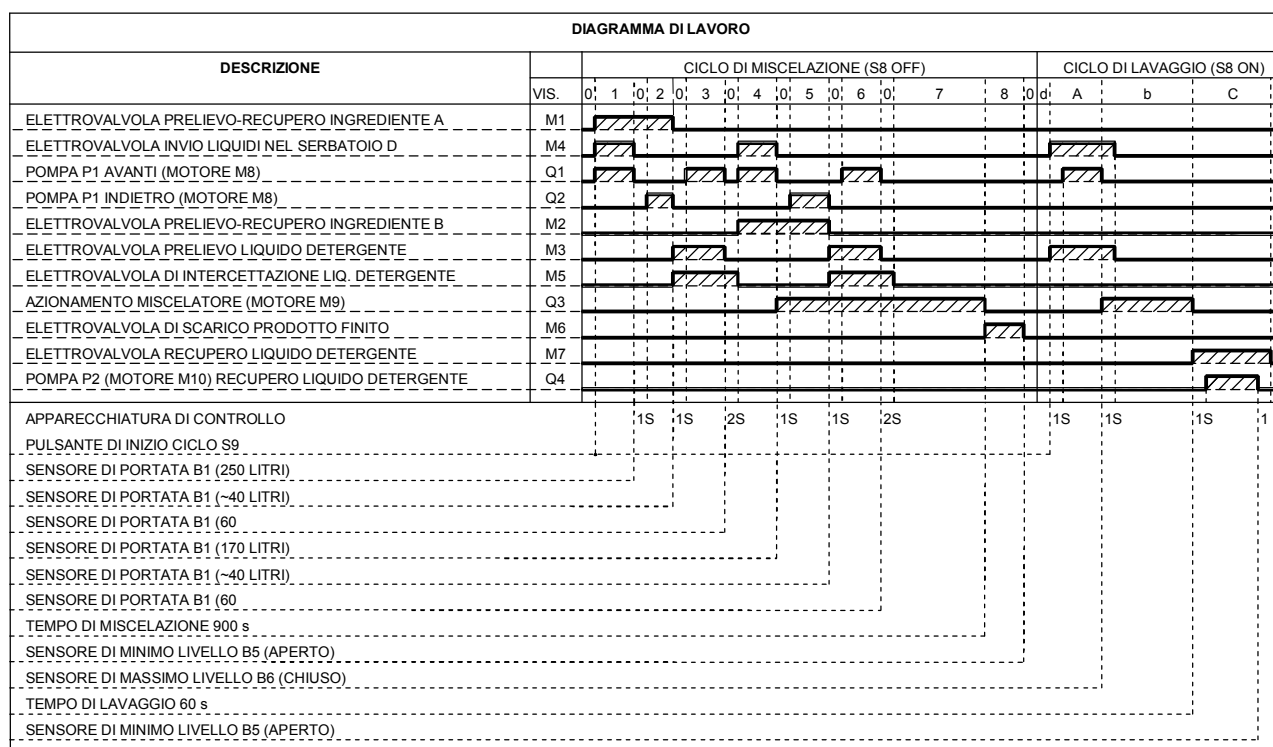 DIAGRAMMA DI LAVORO
DESCRIZIONE CICLO DI MISCELAZIONE (S8 OFF) CICLO DI LAVAGGIO (S8 ON)
VIS. 0 1 0 2 0 3 0 4 0 5 0 6 0 7 8 0 d A b C
ELETTROVALVOLA PRELIEVO-RECUPERO INGREDIENTE A M1
ELETTROVALVOLA INVIO LIQUIDI NEL SERBATOIO D M4
POMPA P1 AVANTI (MOTORE M8) Q1
POMPA P1 INDIETRO (MOTORE M8) Q2
ELETTROVALVOLA PRELIEVO-RECUPERO INGREDIENTE B M2
ELETTROVALVOLA PRELIEVO LIQUIDO DETERGENTE M3
ELETTROVALVOLA DI INTERCETTAZIONE LIQ. DETERGENTE M5
AZIONAMENTO MISCELATORE (MOTORE M9) Q3
ELETTROVALVOLA DI SCARICO PRODOTTO FINITO M6
ELETTROVALVOLA RECUPERO LIQUIDO DETERGENTE M7
POMPA P2 (MOTORE M10) RECUPERO LIQUIDO DETERGENTE Q4
APPARECCHIATURA DI CONTROLLO 1S 1S 2S 1S 1S 2S 1S 1S 1S 1
PULSANTE DI INIZIO CICLO S9
SENSORE DI PORTATA B1 (250 LITRI)
SENSORE DI PORTATA B1 (~40 LITRI)
SENSORE DI PORTATA B1 (60
SENSORE DI PORTATA B1 (170 LITRI)
SENSORE DI PORTATA B1 (~40 LITRI)
SENSORE DI PORTATA B1 (60
TEMPO DI MISCELAZIONE 900 s
SENSORE DI MINIMO LIVELLO B5 (APERTO)
SENSORE DI MASSIMO LIVELLO B6 (CHIUSO)
TEMPO DI LAVAGGIO 60 s
SENSORE DI MINIMO LIVELLO B5 (APERTO)